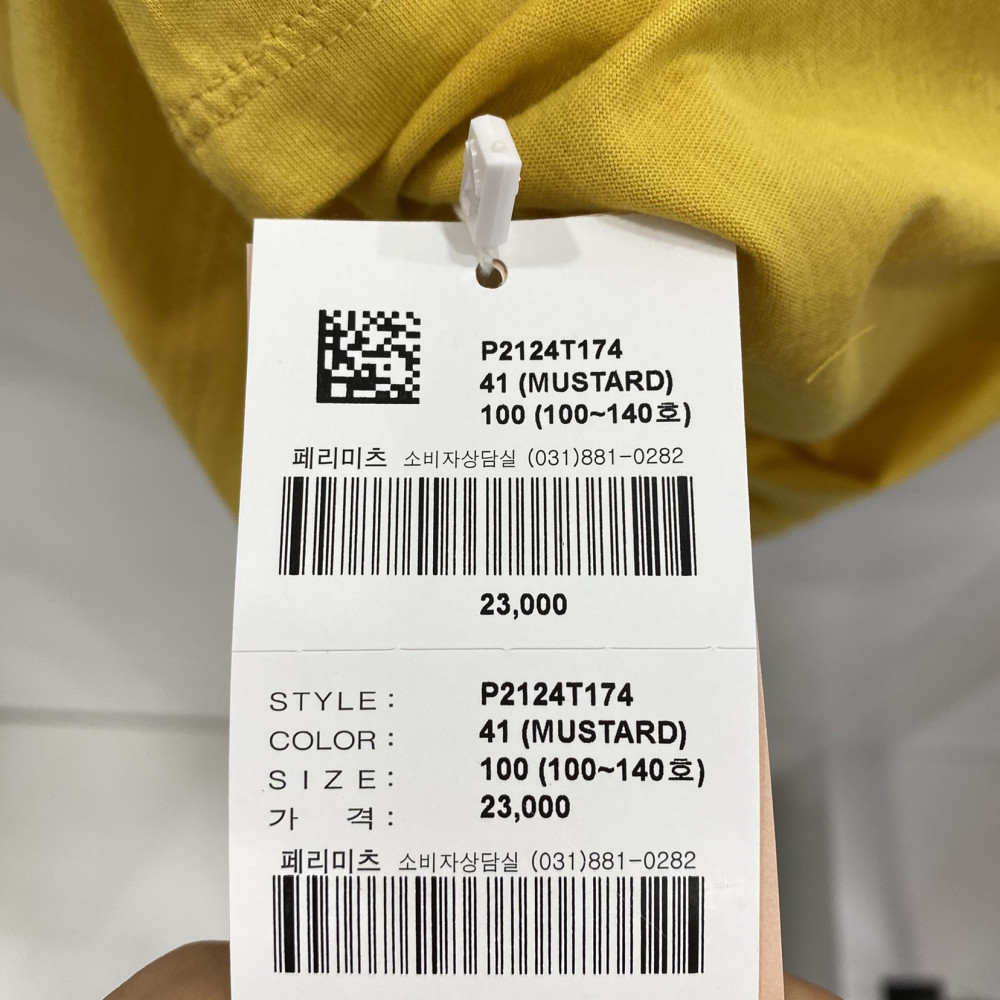 P2124T174
41 (MUSTARD)
100 (100~140호)
페리미츠 소비자상담실 (031)881-0282
23,000
STYLE : P2124T174
COLOR : 41 (MUSTARD)
SIZE : 100 (100~140호)
가 격 : 23,000
페리미츠 소비자상담실 (031)881-0282